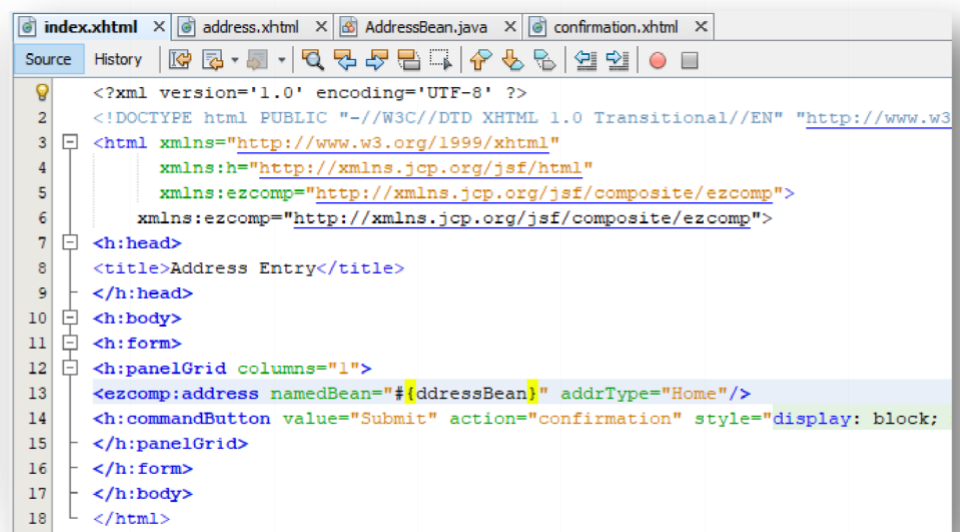 index.xhtml address.xhtml AddressBean.java confirmation.xhtml
Source History
<?xml version='1.0' encoding='UTF-8' ?>
2 <!DOCTYPE html PUBLIC "-//W3C//DTD XHTML 1.0 Transitional//EN" "http://www.w3
3 <html xmlns="http://www.w3.org/1999/xhtml"
4 xmlns:h="http://xmlns.jcp.org/jsf/html"
5 xmlns:ezcomp="http://xmlns.jcp.org/jsf/composite/ezcomp">
6 xmlns:ezcomp="http://xmlns.jcp.org/jsf/composite/ezcomp">
7 <h:head>
8 <title>Address Entry</title>
9 </h:head>
10 <h:body>
11 <h:form>
12 <h:panelGrid columns="1">
13 <ezcomp:address namedBean="#{ddressBean}" addrType="Home"/>
14 <h:commandButton value="Submit" action="confirmation" style="display: block;
15 </h:panelGrid>
16 </h:form>
17 </h:body>
18 </html>